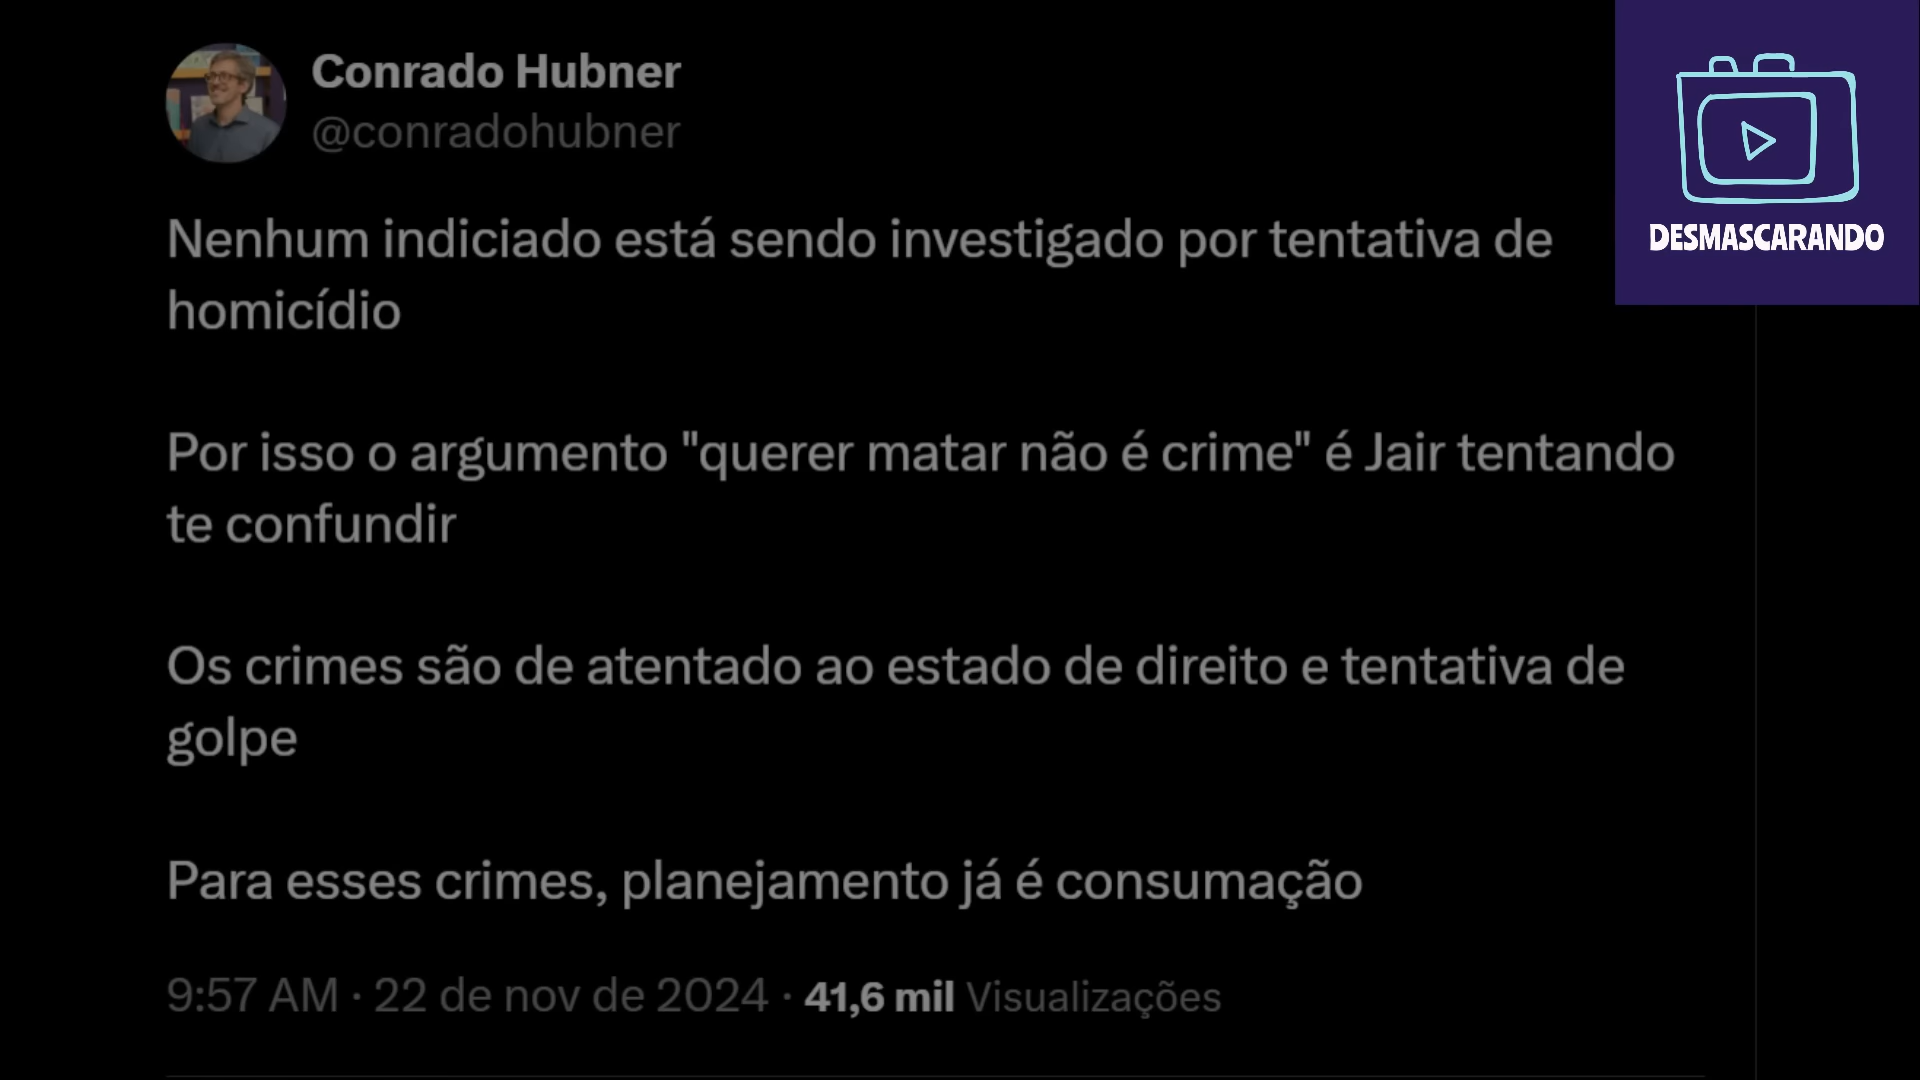 Conrado Hubner
@conradohubner
DESMASCARANDO
Nenhum indiciado está sendo investigado por tentativa de
homicídio
Por isso o argumento "querer matar não é crime" é Jair tentando
te confundir
Os crimes são de atentado ao estado de direito e tentativa de
golpe
Para esses crimes, planejamento já é consumação
9:57 AM · 22 de nov de 2024 · 41,6 mil Visualizações